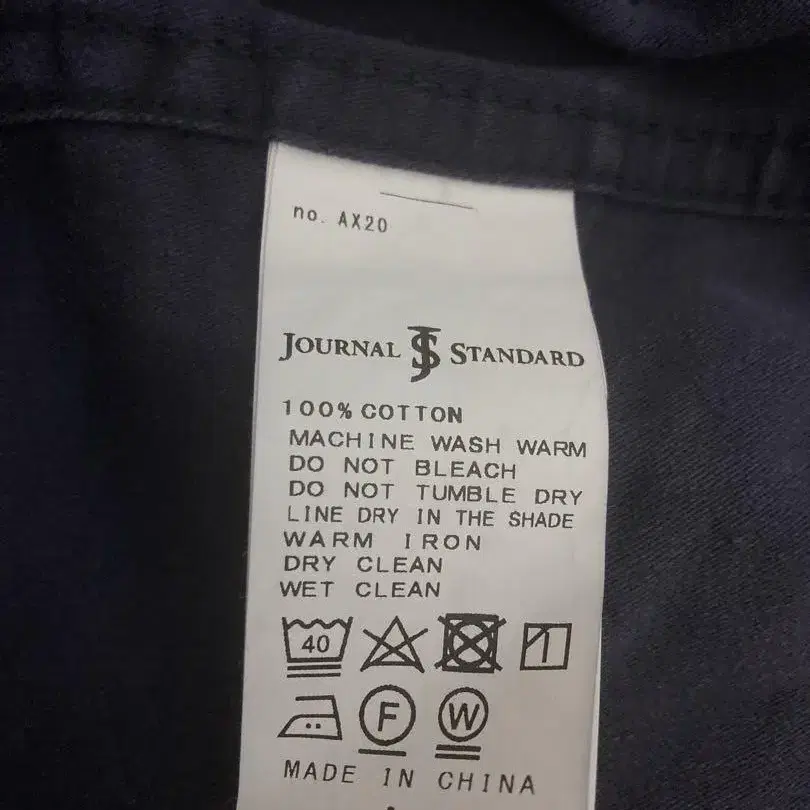 no. AX20
JOURNAL JS STANDARD
100% COTTON
MACHINE WASH WARM
DO NOT BLEACH
DO NOT TUMBLE DRY
LINE DRY IN THE SHADE
WARM IRON
DRY CLEAN
WET CLEAN
40
F W
MADE IN CHINA